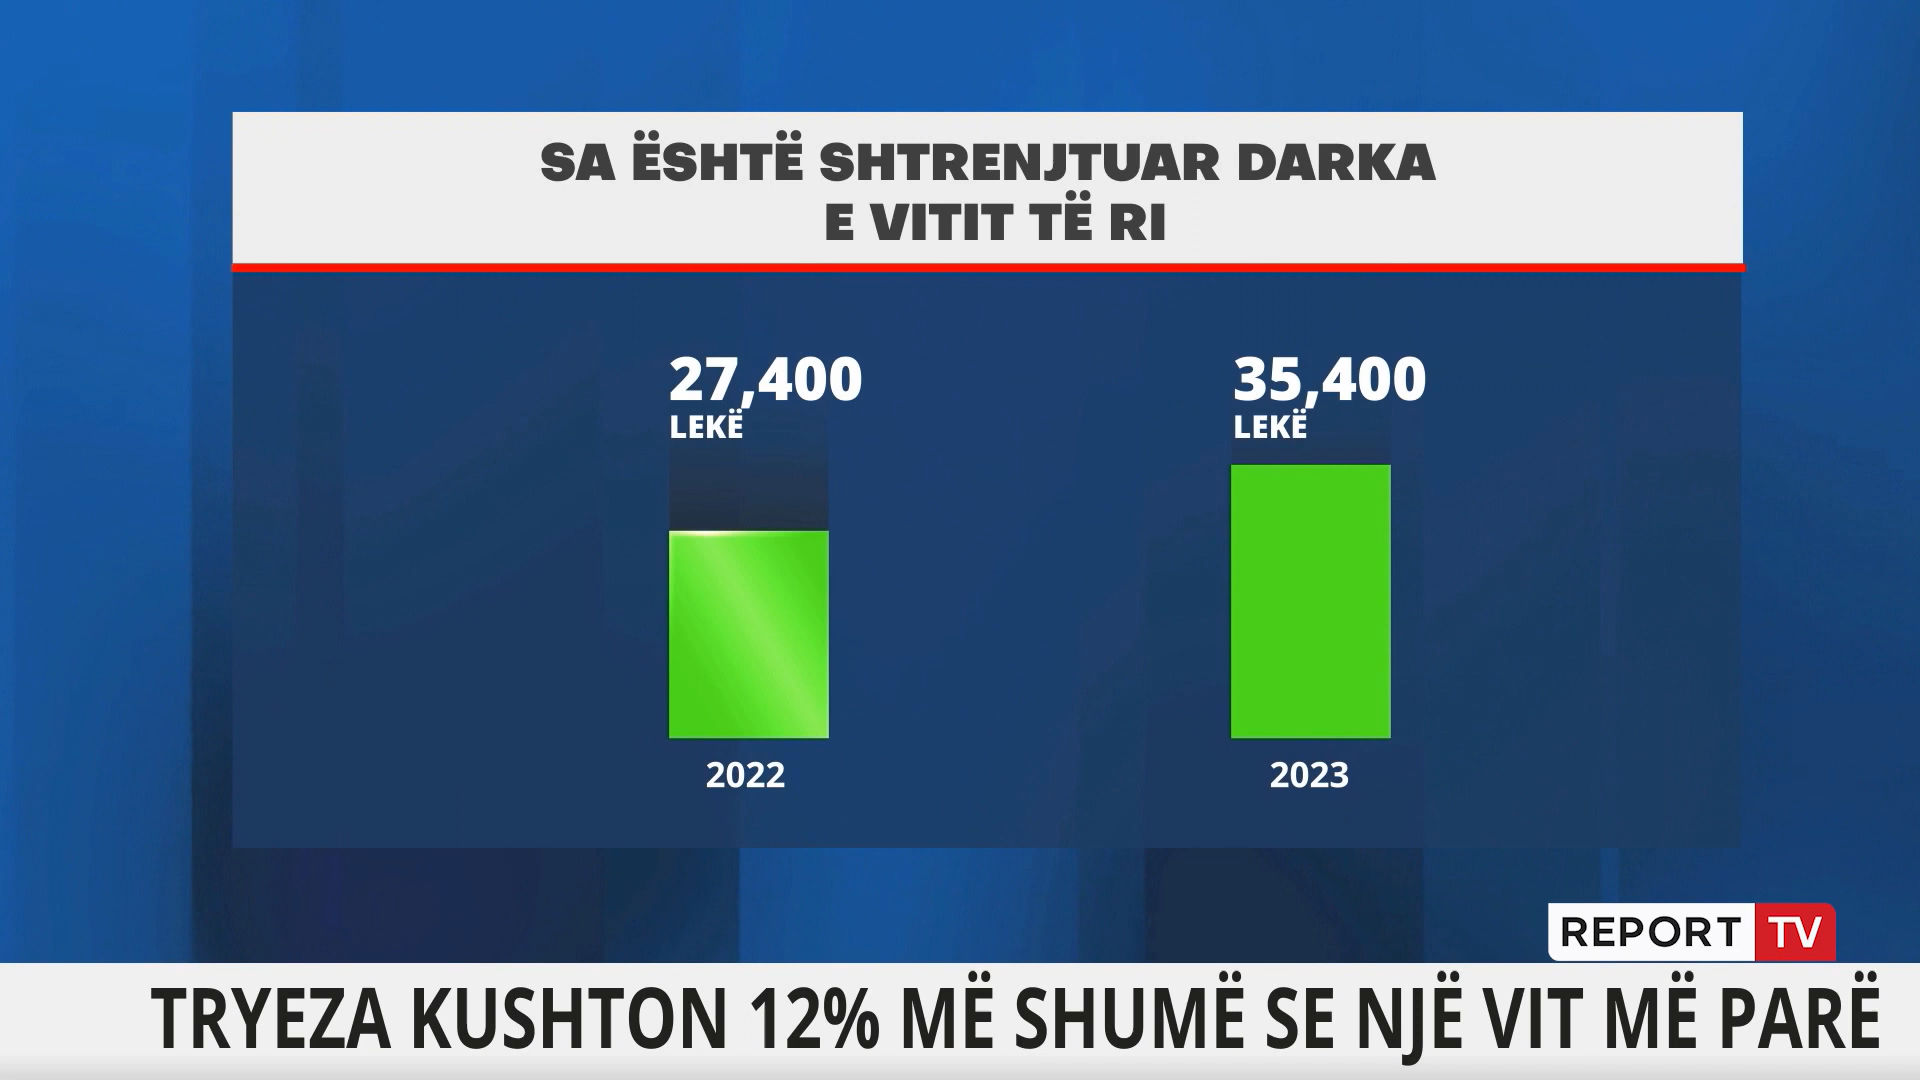 SA ËSHTË SHTRENJTUAR DARKA
E VITIT TË RI
27,400
LEKË
35,400
LEKË
2022
2023
REPORT TV
TRYEZA KUSHTON 12% MË SHUMË SE NJË VIT MË PARË